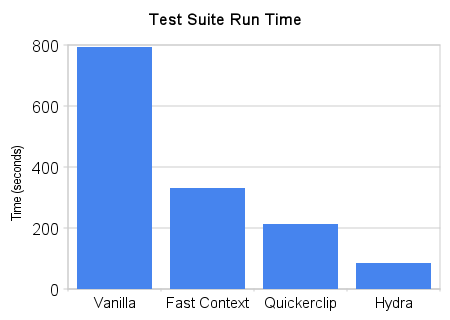 Test Suite Run Time
800
600
400
200
0
Time (seconds)
Vanilla Fast Context Quickerclip Hydra